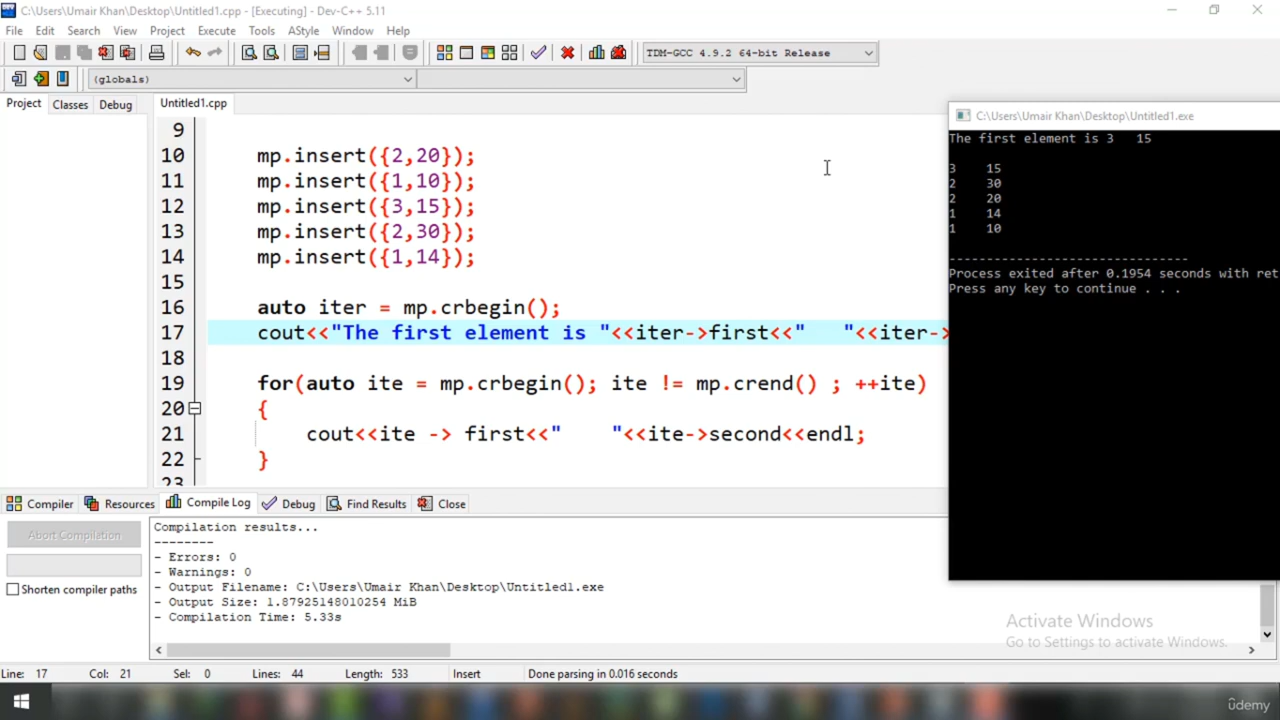 C:\Users\Umair Khan\Desktop\Untitled1.cpp - [Executing] - Dev-C++ 5.11
File Edit Search View Project Execute Tools AStyle Window Help
TDM-GCC 4.9.2 64-bit Release
(globals)
Project Classes Debug Untitled1.cpp
9
10 mp.insert({2,20});
11 mp.insert({1,10});
12 mp.insert({3,15});
13 mp.insert({2,30});
14 mp.insert({1,14});
15
16 auto iter = mp.crbegin();
17 cout<<"The first element is "<<iter->first<<"   "<<iter->
18
19 for(auto ite = mp.crbegin(); ite != mp.crend() ; ++ite)
20 {
21 cout<<ite -> first<<"    "<<ite->second<<endl;
22 }
23
C:\Users\Umair Khan\Desktop\Untitled1.exe
The first element is 3   15
3    15
2    30
2    20
1    14
1    10
--------------------------------
Process exited after 0.1954 seconds with ret
Press any key to continue . . .
Compiler Resources Compile Log Debug Find Results Close
Abort Compilation
Shorten compiler paths
Compilation results...
--------
- Errors: 0
- Warnings: 0
- Output Filename: C:\Users\Umair Khan\Desktop\Untitled1.exe
- Output Size: 1.87925148010254 MiB
- Compilation Time: 5.33s
Activate Windows
Go to Settings to activate Windows.
Line: 17 Col: 21 Sel: 0 Lines: 44 Length: 533 Insert Done parsing in 0.016 seconds
ûdemy